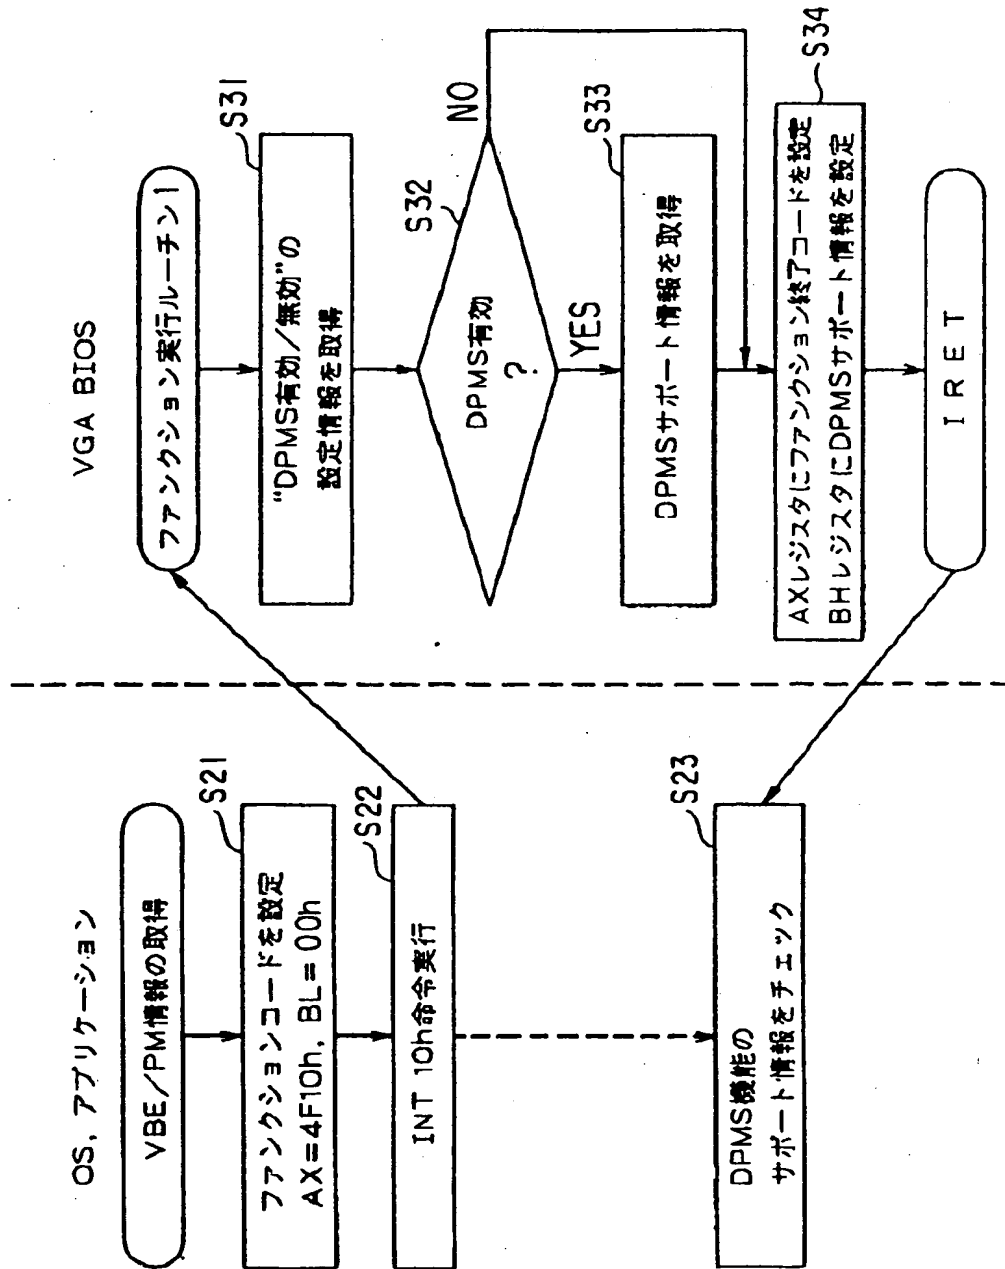 OS, アプリケーション
VBE/PM情報の取得
S21
ファンクションコードを設定
AX=4F10h, BL=00h
S22
INT 10h命令実行
S23
DPMS機能の
サポート情報をチェック
VGA BIOS
ファンクション実行ルーチン1
S31
"DPMS有効/無効"の
設定情報を取得
S32
DPMS有効
?
NO
YES
S33
DPMSサポート情報を取得
S34
AXレジスタにファンクション終了コードを設定
BHレジスタにDPMSサポート情報を設定
IRET